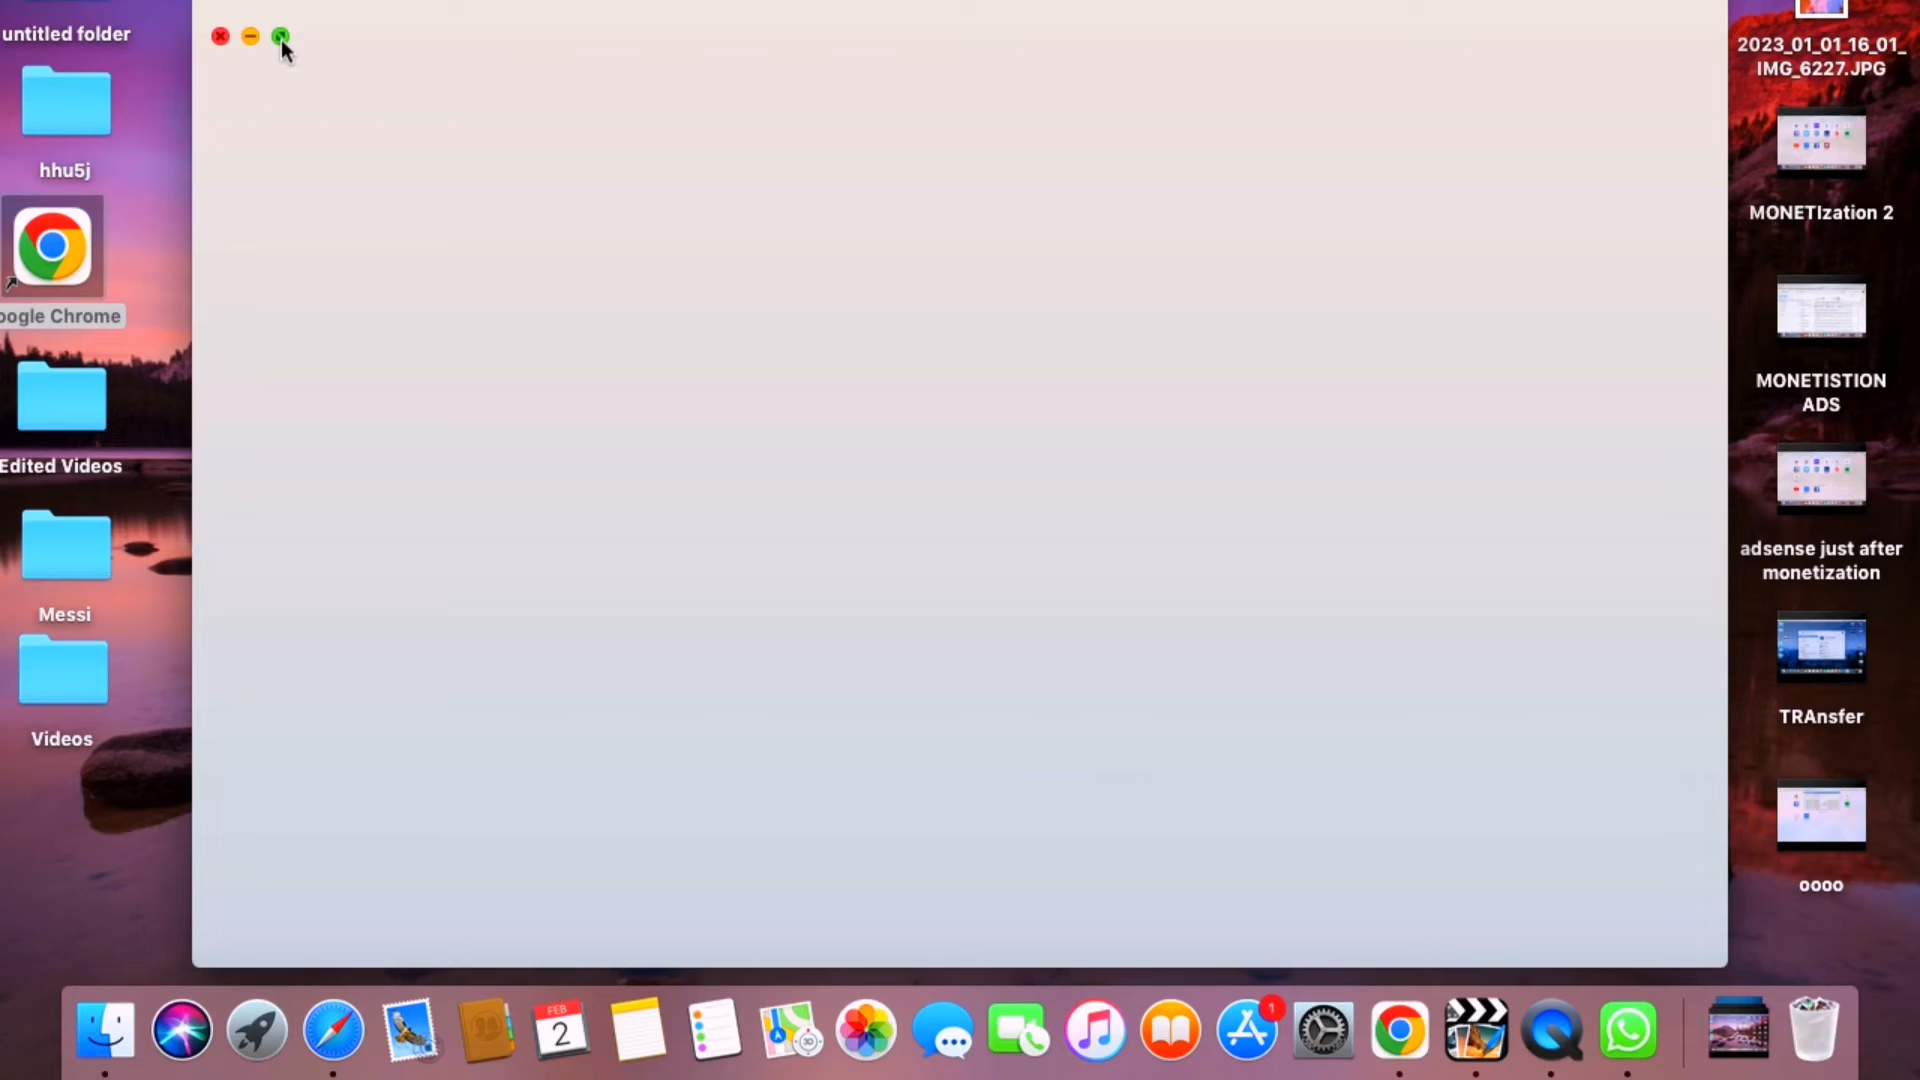 untitled folder
hhu5j
oogle Chrome
Edited Videos
Messi
Videos
2023_01_01_16_01_
IMG_6227.JPG
MONETIzation 2
MONETISTION
ADS
adsense just after
monetization
TRAnsfer
oooo
FEB
2
3D
1